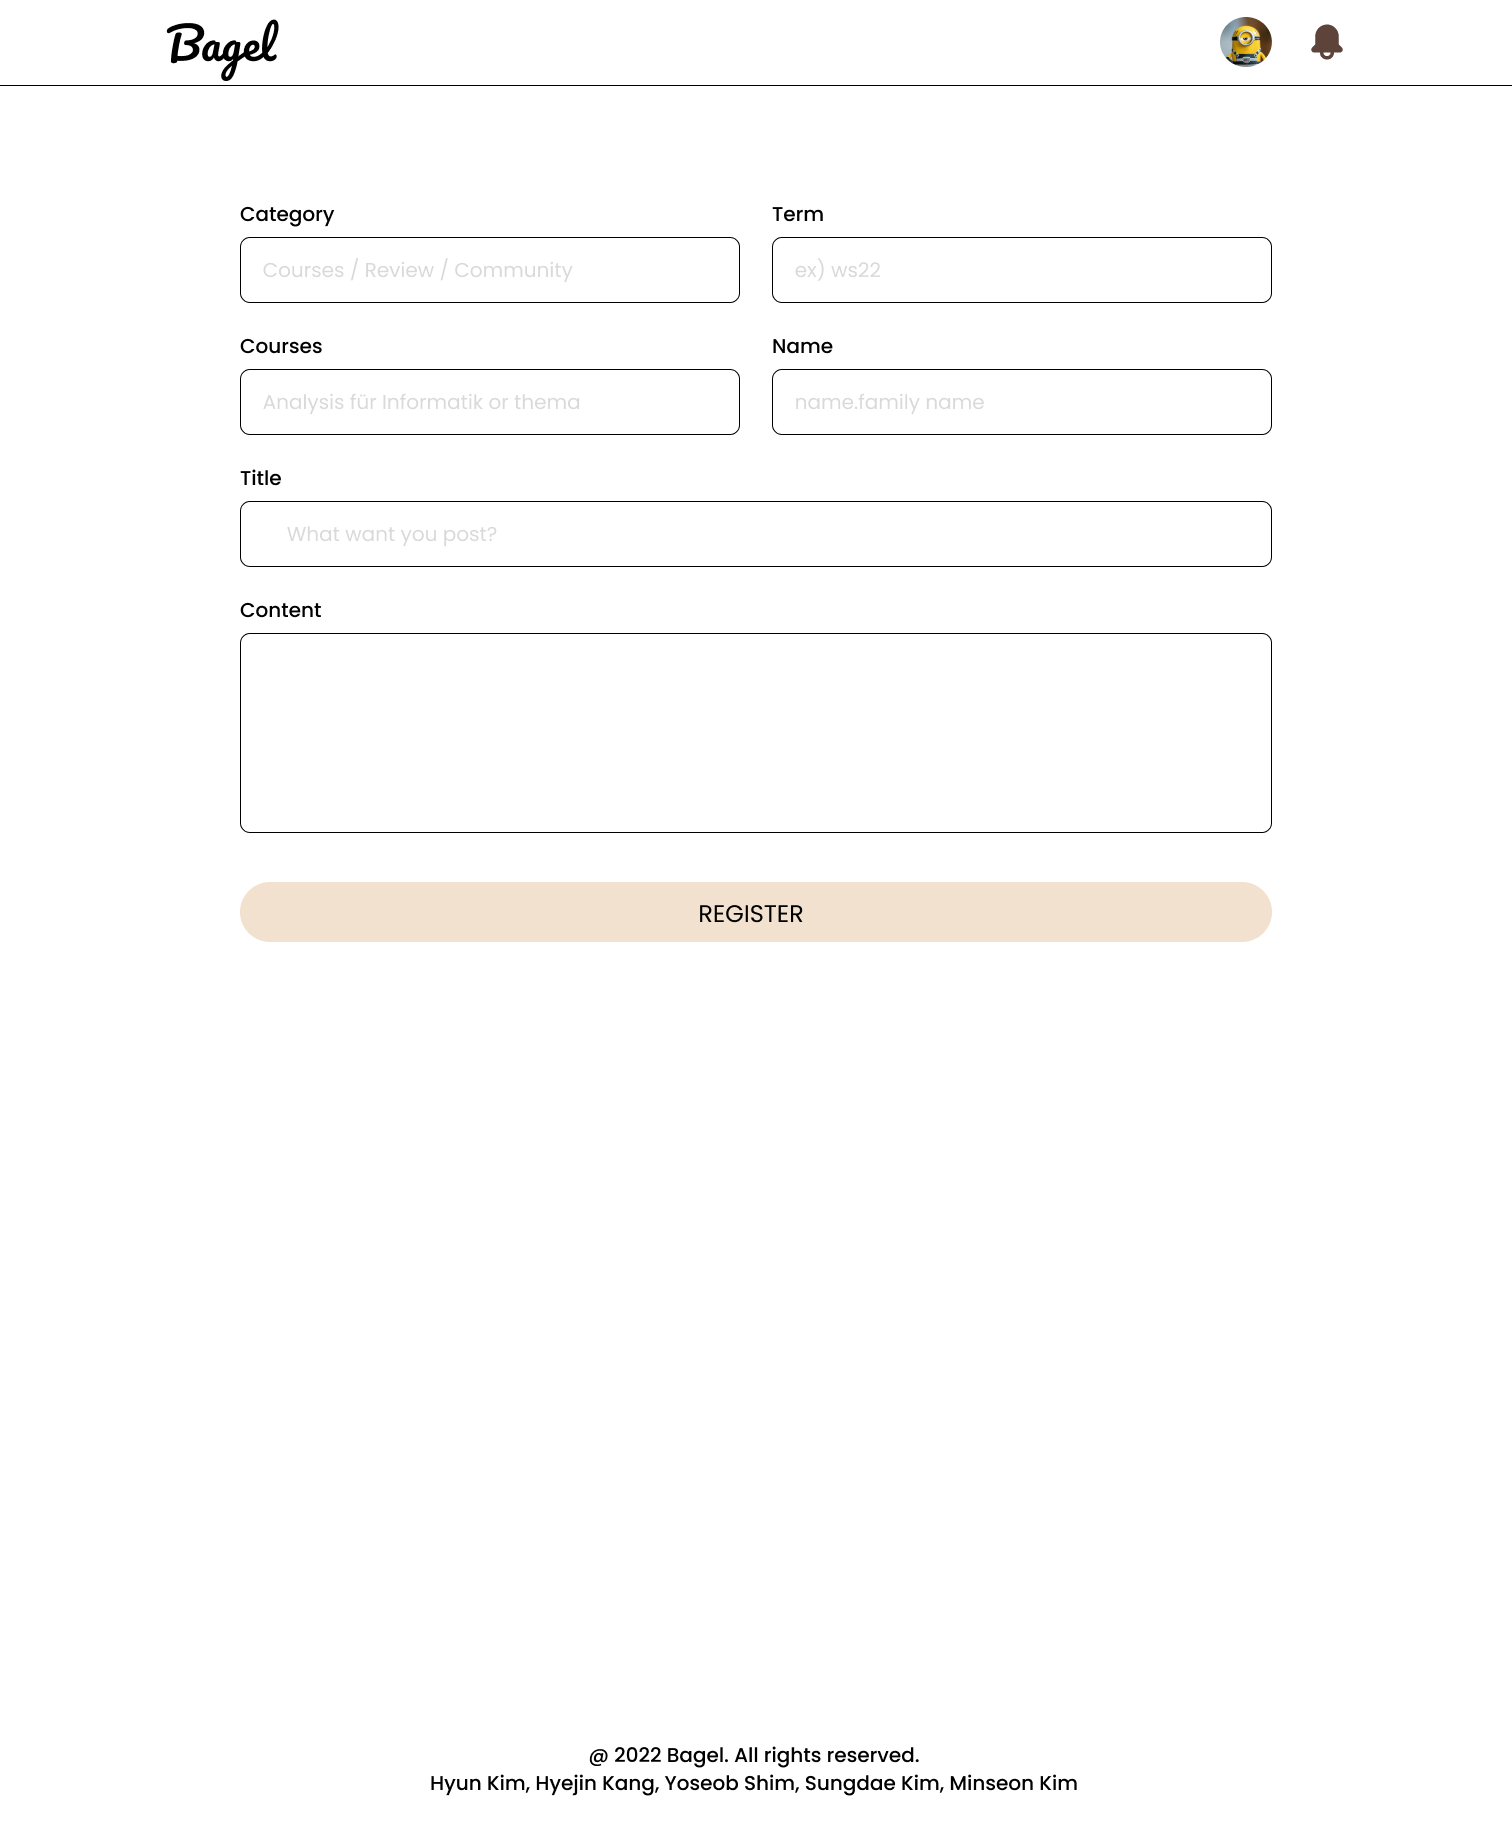 Bagel
Category
Term
Courses / Review / Community
ex) ws22
Courses
Name
Analysis für Informatik or thema
name.family name
Title
What want you post?
Content
REGISTER
@ 2022 Bagel. All rights reserved.
Hyun Kim, Hyejin Kang, Yoseob Shim, Sungdae Kim, Minseon Kim